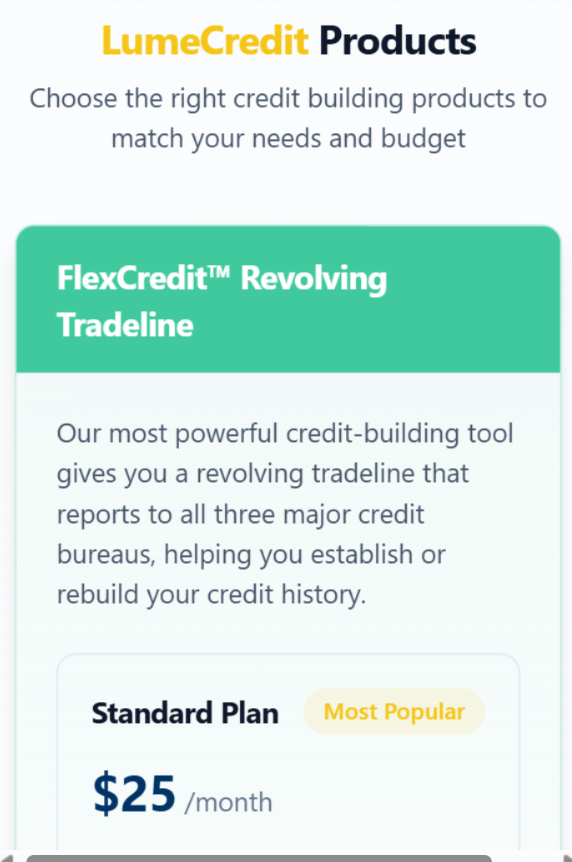 LumeCredit Products
Choose the right credit building products to
match your needs and budget
FlexCredit™ Revolving
Tradeline
Our most powerful credit-building tool
gives you a revolving tradeline that
reports to all three major credit
bureaus, helping you establish or
rebuild your credit history.
Standard Plan Most Popular
$25 /month